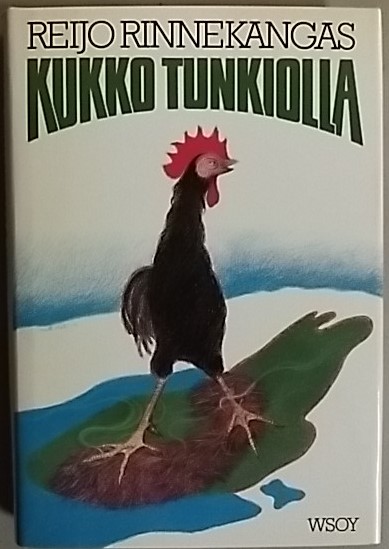 REIJO RINNEKANGAS
KUKKO TUNKIOLLA
WSOY